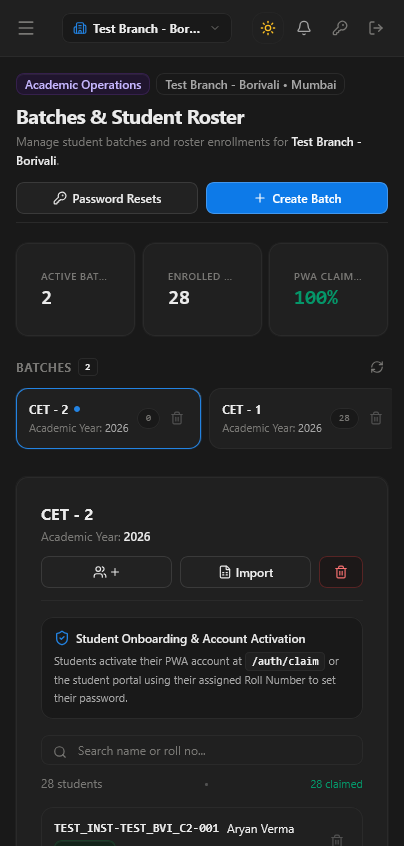 Test Branch - Bor...
Academic Operations
Test Branch - Borivali • Mumbai
Batches & Student Roster
Manage student batches and roster enrollments for Test Branch -
Borivali.
Password Resets
+ Create Batch
ACTIVE BAT...
ENROLLED ...
PWA CLAIM...
2
28
100%
BATCHES 2
CET - 2
0
Academic Year: 2026
CET - 1
28
Academic Year: 2026
CET - 2
Academic Year: 2026
+
Import
Student Onboarding & Account Activation
Students activate their PWA account at /auth/claim or
the student portal using their assigned Roll Number to set
their password.
Search name or roll no...
28 students
•
28 claimed
TEST_INST-TEST_BVI_C2-001 Aryan Verma